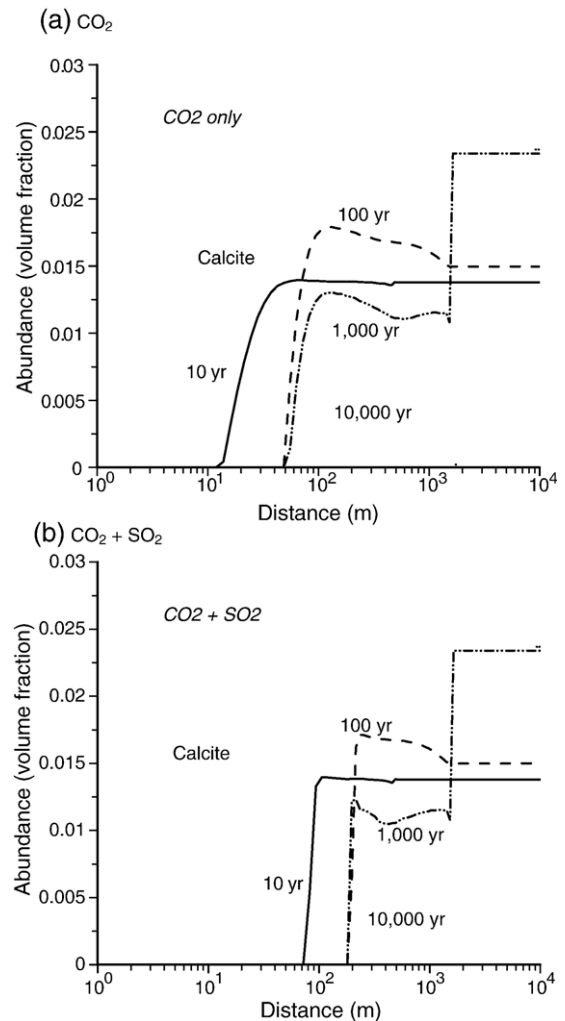 (a) CO₂
0.03
CO2 only
0.025
0.02
100 yr
Calcite
0.015
0.01
1,000 yr
10 yr
0.005
10,000 yr
0
10⁰ 10¹ 10² 10³ 10⁴
Abundance (volume fraction)
Distance (m)
(b) CO₂ + SO₂
0.03
CO2 + SO2
0.025
0.02
100 yr
Calcite
0.015
0.01
1,000 yr
10 yr
0.005
10,000 yr
0
10⁰ 10¹ 10² 10³ 10⁴
Abundance (volume fraction)
Distance (m)